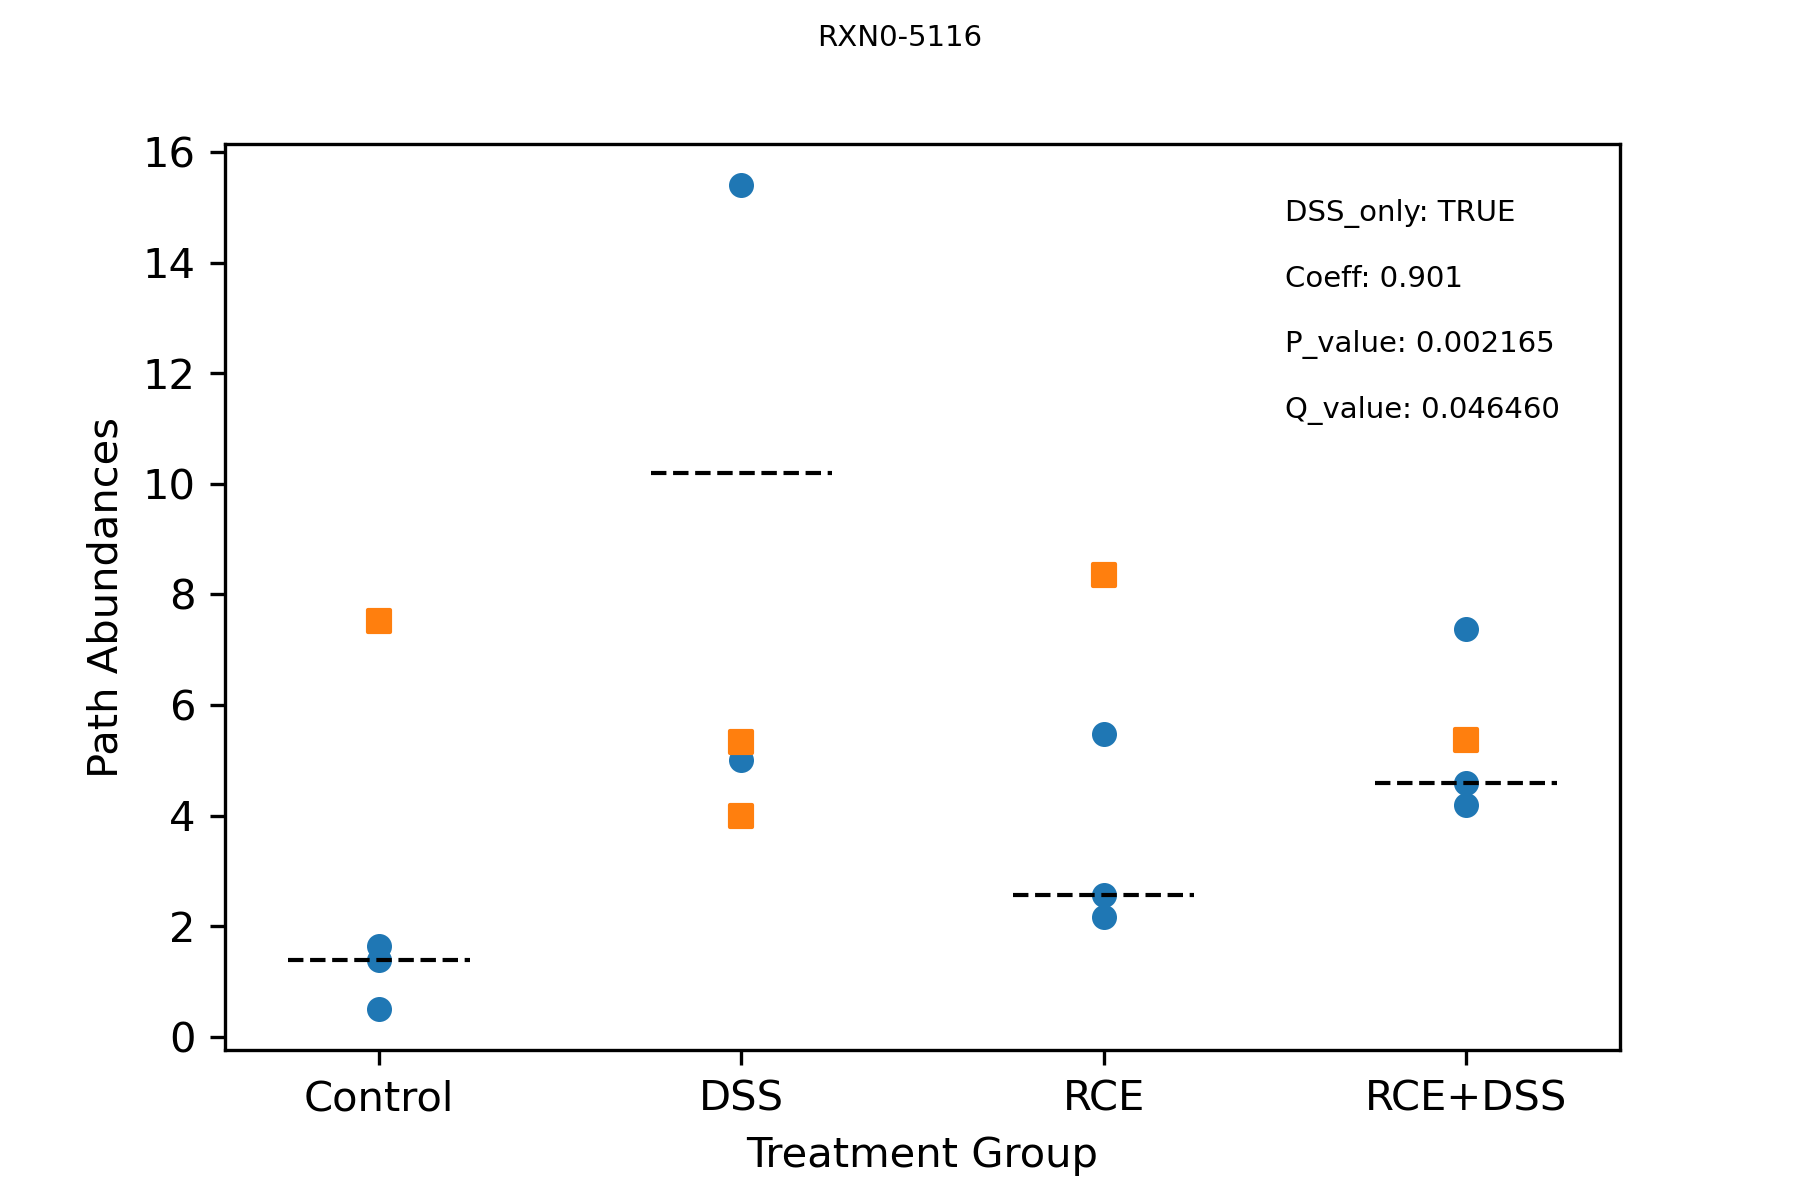 RXN0-5116
16
14
12
10
8
6
4
2
0
Path Abundances
DSS_only: TRUE
Coeff: 0.901
P_value: 0.002165
Q_value: 0.046460
Control
DSS
RCE
RCE+DSS
Treatment Group